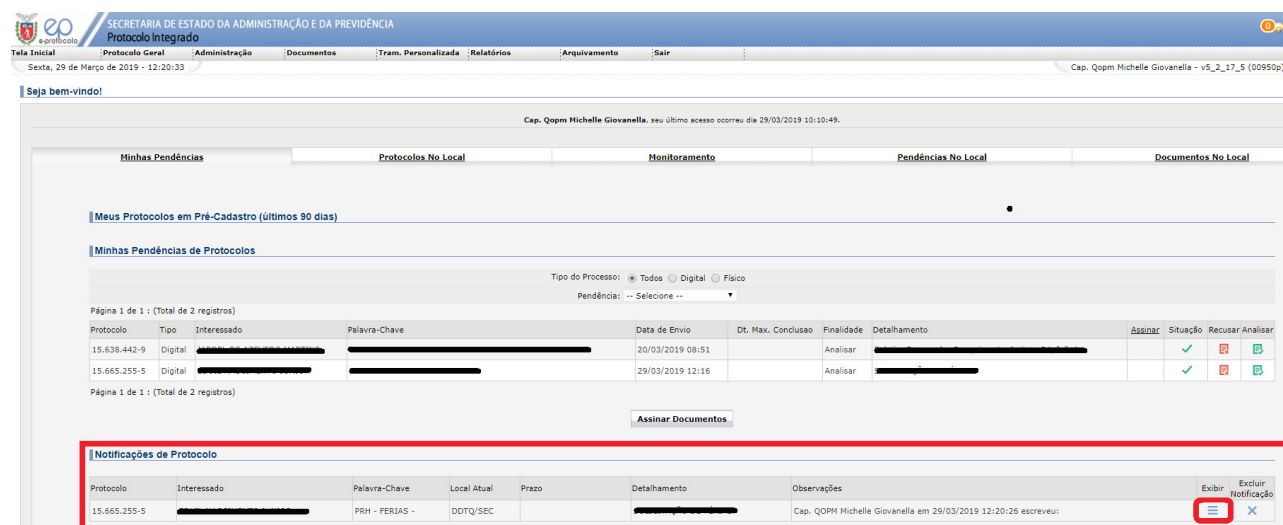 ep
e-protocolo
SECRETARIA DE ESTADO DA ADMINISTRAÇÃO E DA PREVIDÊNCIA
Protocolo Integrado
0
Tela Inicial Protocolo Geral Administração Documentos Tram. Personalizada Relatórios Arquivamento Sair
Sexta, 29 de Março de 2019 - 12:20:33 Cap. Qopm Michelle Giovanella - v5_2_17_5 (00950p)
Seja bem-vindo!
Cap. Qopm Michelle Giovanella, seu último acesso ocorreu dia 29/03/2019 10:10:49.
Minhas Pendências Protocolos No Local Monitoramento Pendências No Local Documentos No Local
Meus Protocolos em Pré-Cadastro (últimos 90 dias)
Minhas Pendências de Protocolos
Tipo do Processo: Todos Digital Físico
Pendência: -- Selecione --
Página 1 de 1 : (Total de 2 registros)
Protocolo Tipo Interessado Palavra-Chave Data de Envio Dt. Max. Conclusao Finalidade Detalhamento Assinar Situação Recusar Analisar
15.638.442-9 Digital 20/03/2019 08:51 Analisar
15.665.255-5 Digital 29/03/2019 12:16 Analisar
Página 1 de 1 : (Total de 2 registros)
Assinar Documentos
Notificações de Protocolo
Protocolo Interessado Palavra-Chave Local Atual Prazo Detalhamento Observações Exibir Excluir Notificação
15.665.255-5 PRH - FERIAS - DDTQ/SEC Cap. QOPM Michelle Giovanella em 29/03/2019 12:20:26 escreveu: